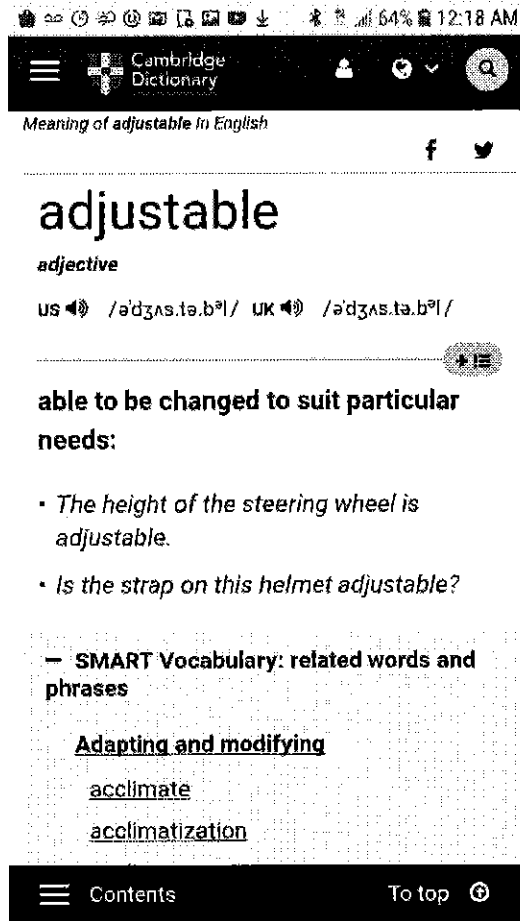 64% 12:18 AM
Cambridge
Dictionary
Meaning of adjustable in English
adjustable
adjective
US /əˈdʒʌs.tə.bᵊl/ UK /əˈdʒʌs.tə.bᵊl/
able to be changed to suit particular
needs:
• The height of the steering wheel is
adjustable.
• Is the strap on this helmet adjustable?
– SMART Vocabulary: related words and
phrases
Adapting and modifying
acclimate
acclimatization
Contents To top